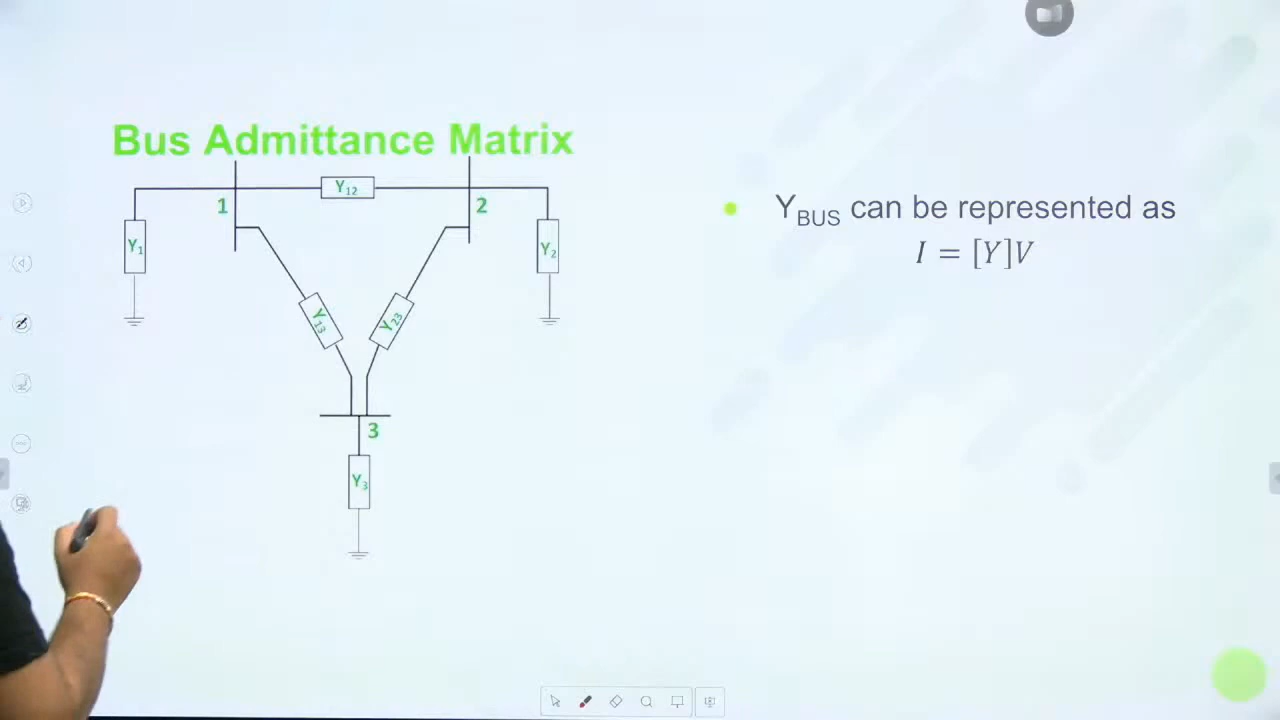 Bus Admittance Matrix
Y12
1
2
Y1
Y2
Y13
Y23
3
Y3
YBUS can be represented as
I = [Y]V